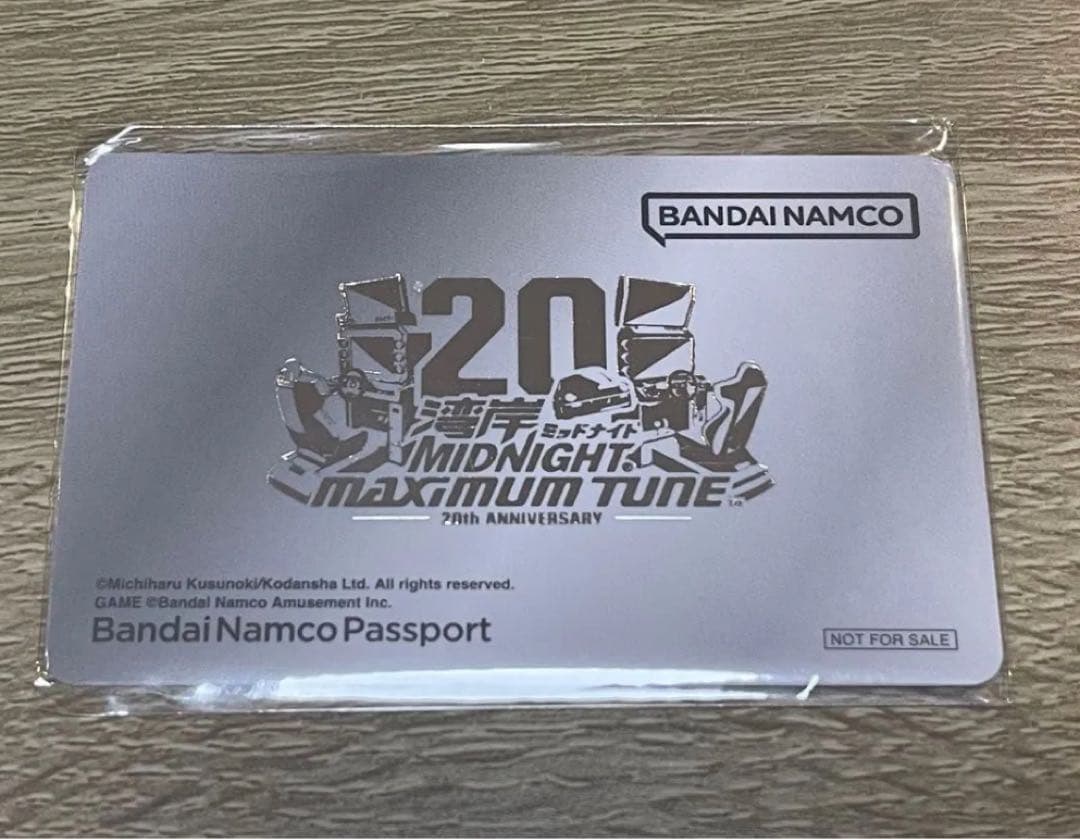 BANDAI NAMCO
20
湾岸ミッドナイト
MIDNIGHT
MAXIMUM TUNE
20th ANNIVERSARY
©Michiharu Kusunoki/Kodansha Ltd. All rights reserved.
GAME ©Bandai Namco Amusement Inc.
Bandai Namco Passport
NOT FOR SALE